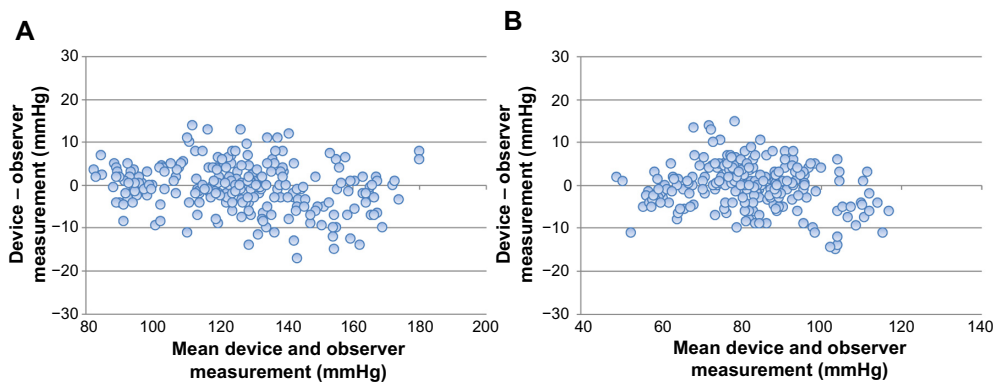 A
30
20
10
0
−10
−20
−30
80 100 120 140 160 180 200
Device – observer
measurement (mmHg)
Mean device and observer
measurement (mmHg)
B
30
20
10
0
−10
−20
−30
40 60 80 100 120 140
Device – observer
measurement (mmHg)
Mean device and observer
measurement (mmHg)